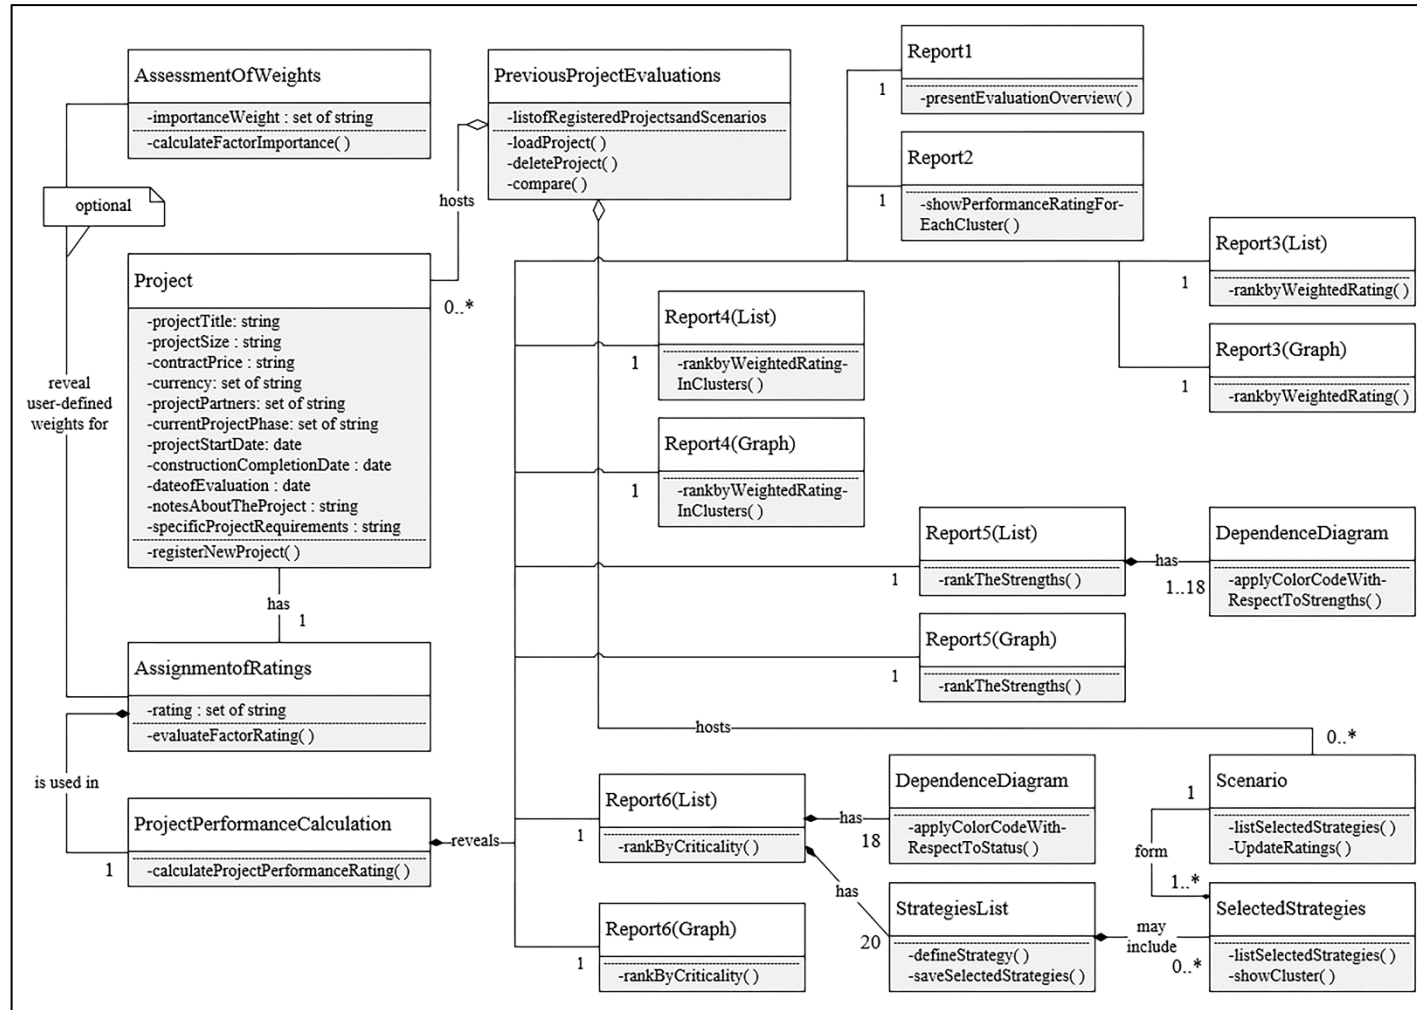 AssessmentOfWeights
-importanceWeight : set of string
-calculateFactorImportance( )
optional
reveal
user-defined
weights for
PreviousProjectEvaluations
-listofRegisteredProjectsandScenarios
-loadProject( )
-deleteProject( )
-compare( )
hosts
0..*
Project
-projectTitle: string
-projectSize : string
-contractPrice : string
-currency: set of string
-projectPartners: set of string
-currentProjectPhase: set of string
-projectStartDate: date
-constructionCompletionDate : date
-dateofEvaluation : date
-notesAboutTheProject : string
-specificProjectRequirements : string
-registerNewProject( )
has
1
AssignmentofRatings
-rating : set of string
-evaluateFactorRating( )
is used in
1
ProjectPerformanceCalculation
-calculateProjectPerformanceRating( )
reveals
Report1
-presentEvaluationOverview( )
1
Report2
-showPerformanceRatingFor-
EachCluster( )
1
Report3(List)
-rankbyWeightedRating( )
1
Report3(Graph)
-rankbyWeightedRating( )
1
Report4(List)
-rankbyWeightedRating-
InClusters( )
1
Report4(Graph)
-rankbyWeightedRating-
InClusters( )
1
Report5(List)
-rankTheStrengths( )
1
has
1..18
DependenceDiagram
-applyColorCodeWith-
RespectToStrengths( )
Report5(Graph)
-rankTheStrengths( )
1
hosts
0..*
Report6(List)
-rankByCriticality( )
1
has
18
DependenceDiagram
-applyColorCodeWith-
RespectToStatus( )
has
20
StrategiesList
-defineStrategy( )
-saveSelectedStrategies( )
Report6(Graph)
-rankByCriticality( )
1
Scenario
-listSelectedStrategies( )
-UpdateRatings( )
1
form
1..*
SelectedStrategies
-listSelectedStrategies( )
-showCluster( )
may
include
0..*